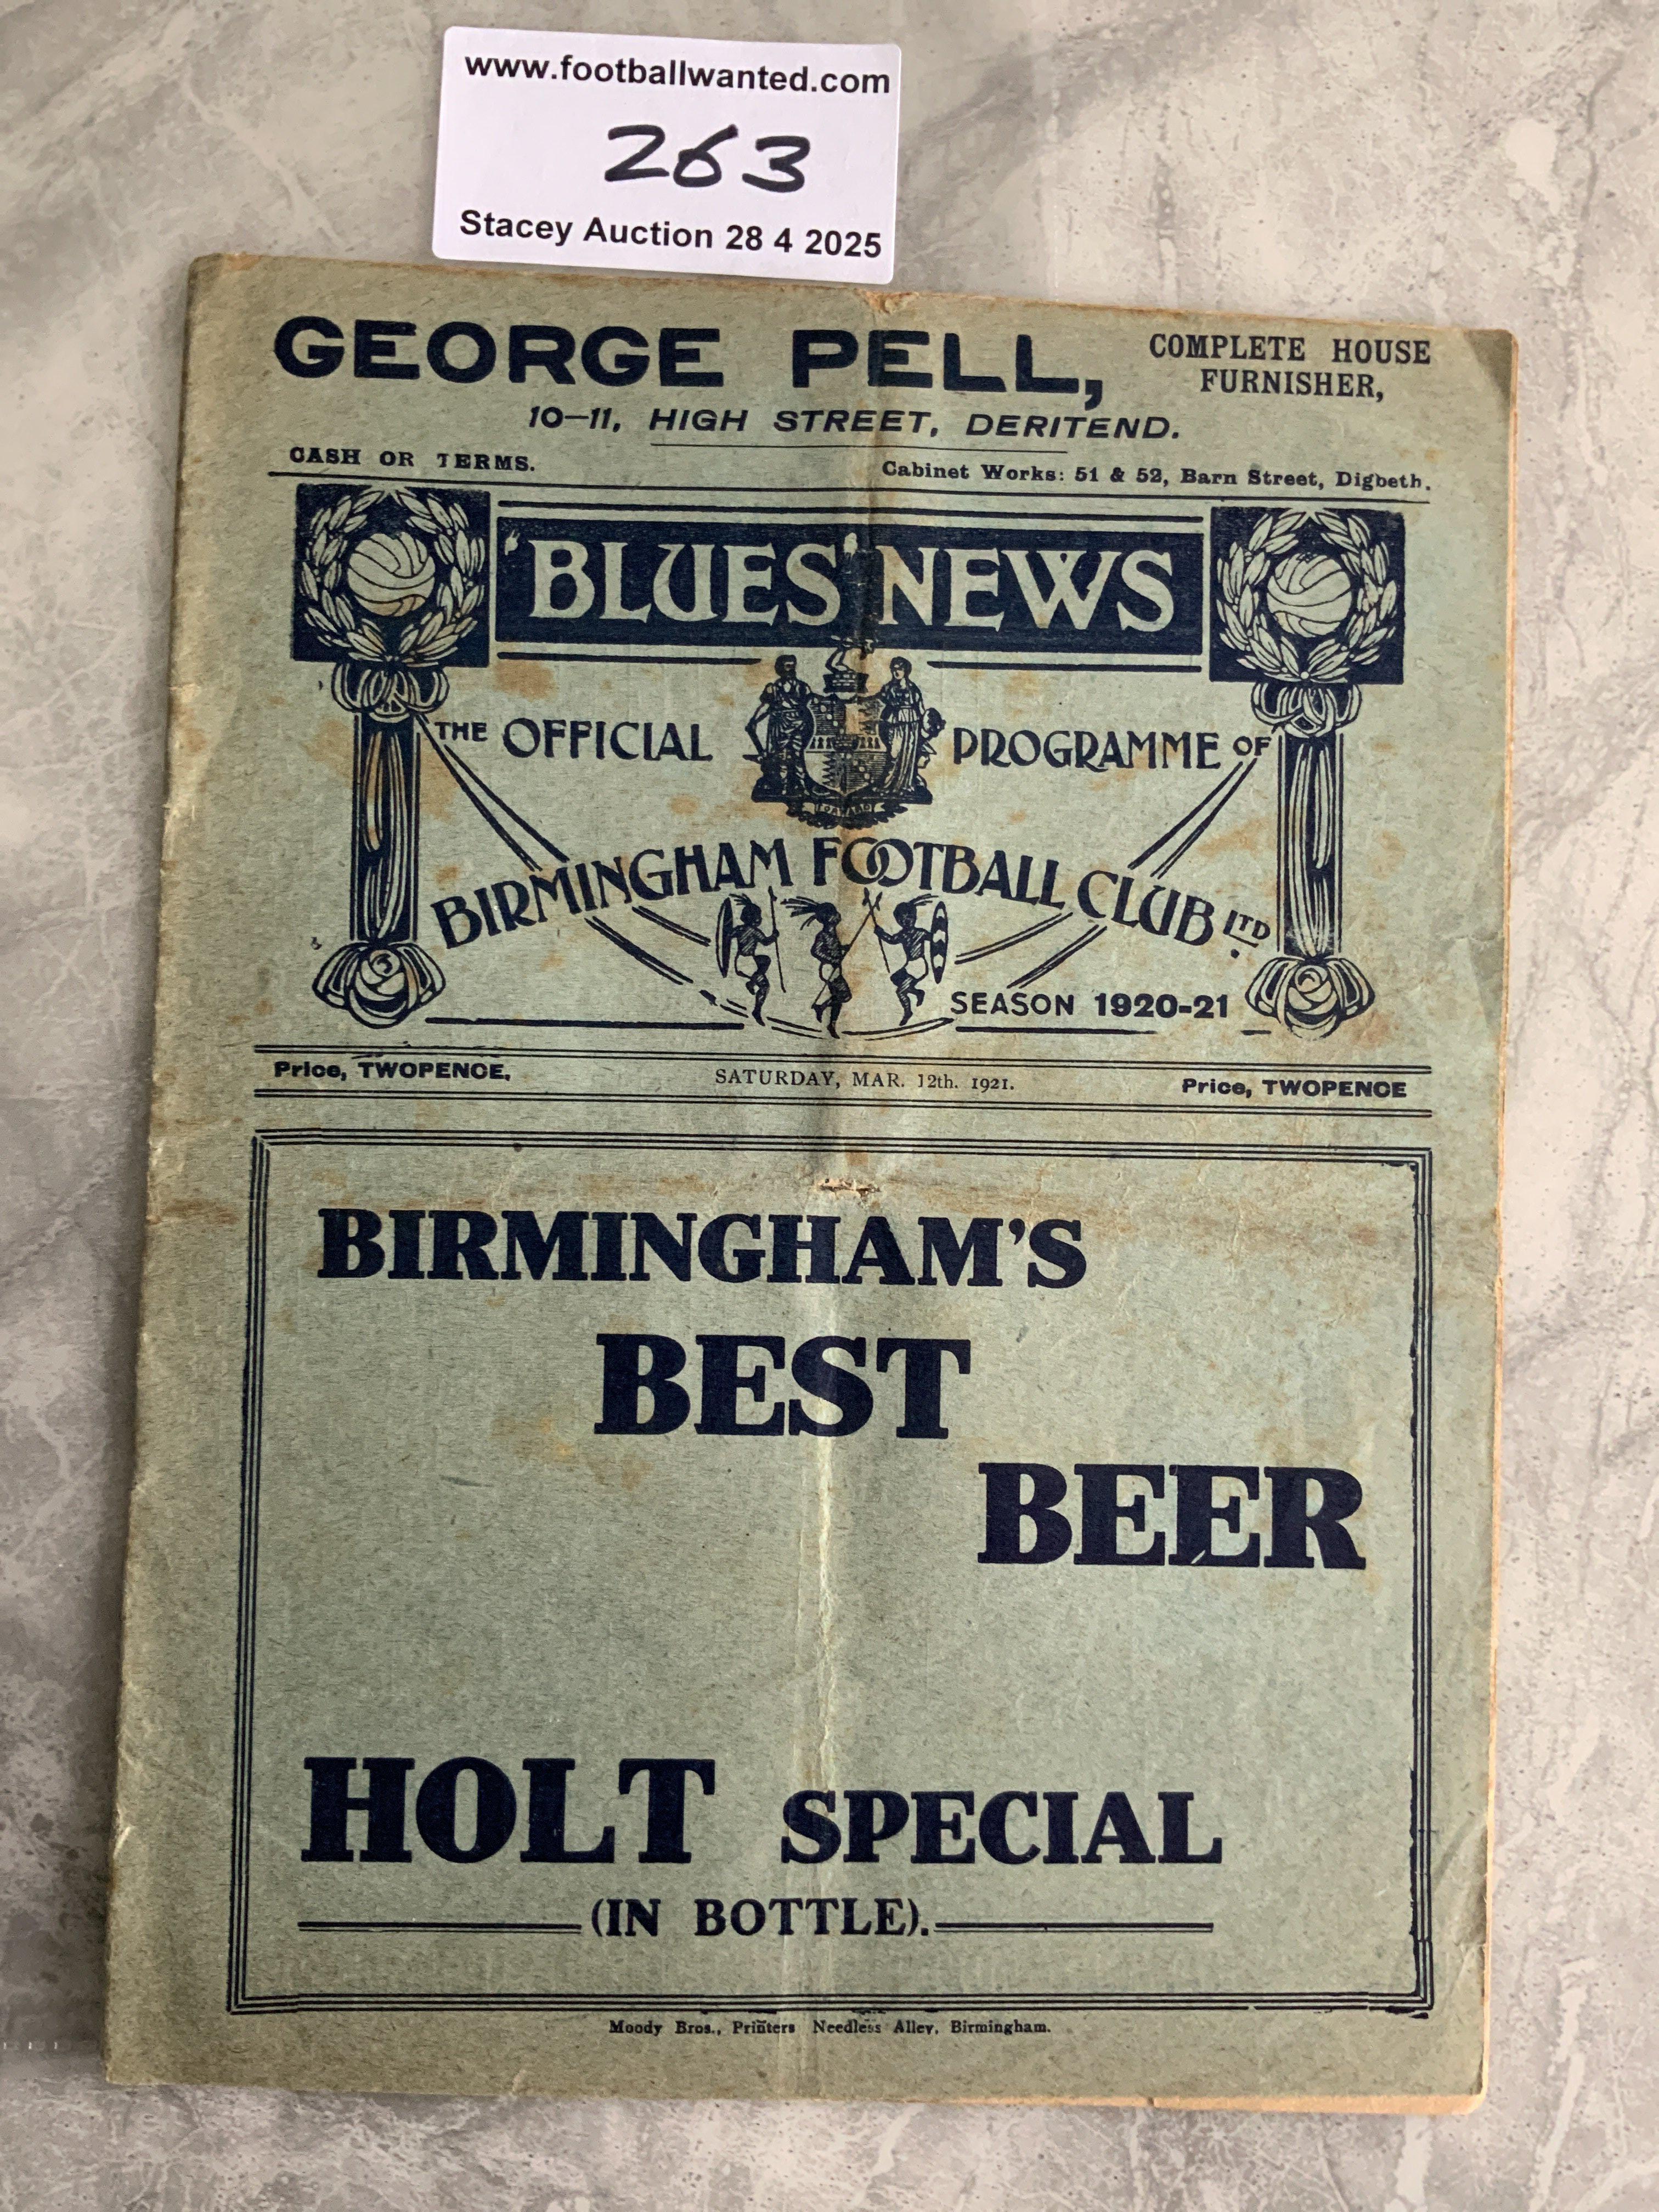 www.footballwanted.com
263
Stacey Auction 28 4 2025
GEORGE PELL,
COMPLETE HOUSE
FURNISHER,
10–11, HIGH STREET, DERITEND.
CASH OR TERMS.
Cabinet Works: 51 & 52, Barn Street, Digbeth.
'BLUES' NEWS
THE OFFICIAL PROGRAMME OF
FORWARD
BIRMINGHAM FOOTBALL CLUB LTD.
SEASON 1920-21
Price, TWOPENCE.
SATURDAY, MAR. 12th. 1921.
Price, TWOPENCE
BIRMINGHAM'S
BEST
BEER
HOLT SPECIAL
(IN BOTTLE).
Moody Bros., Printers Needless Alley, Birmingham.